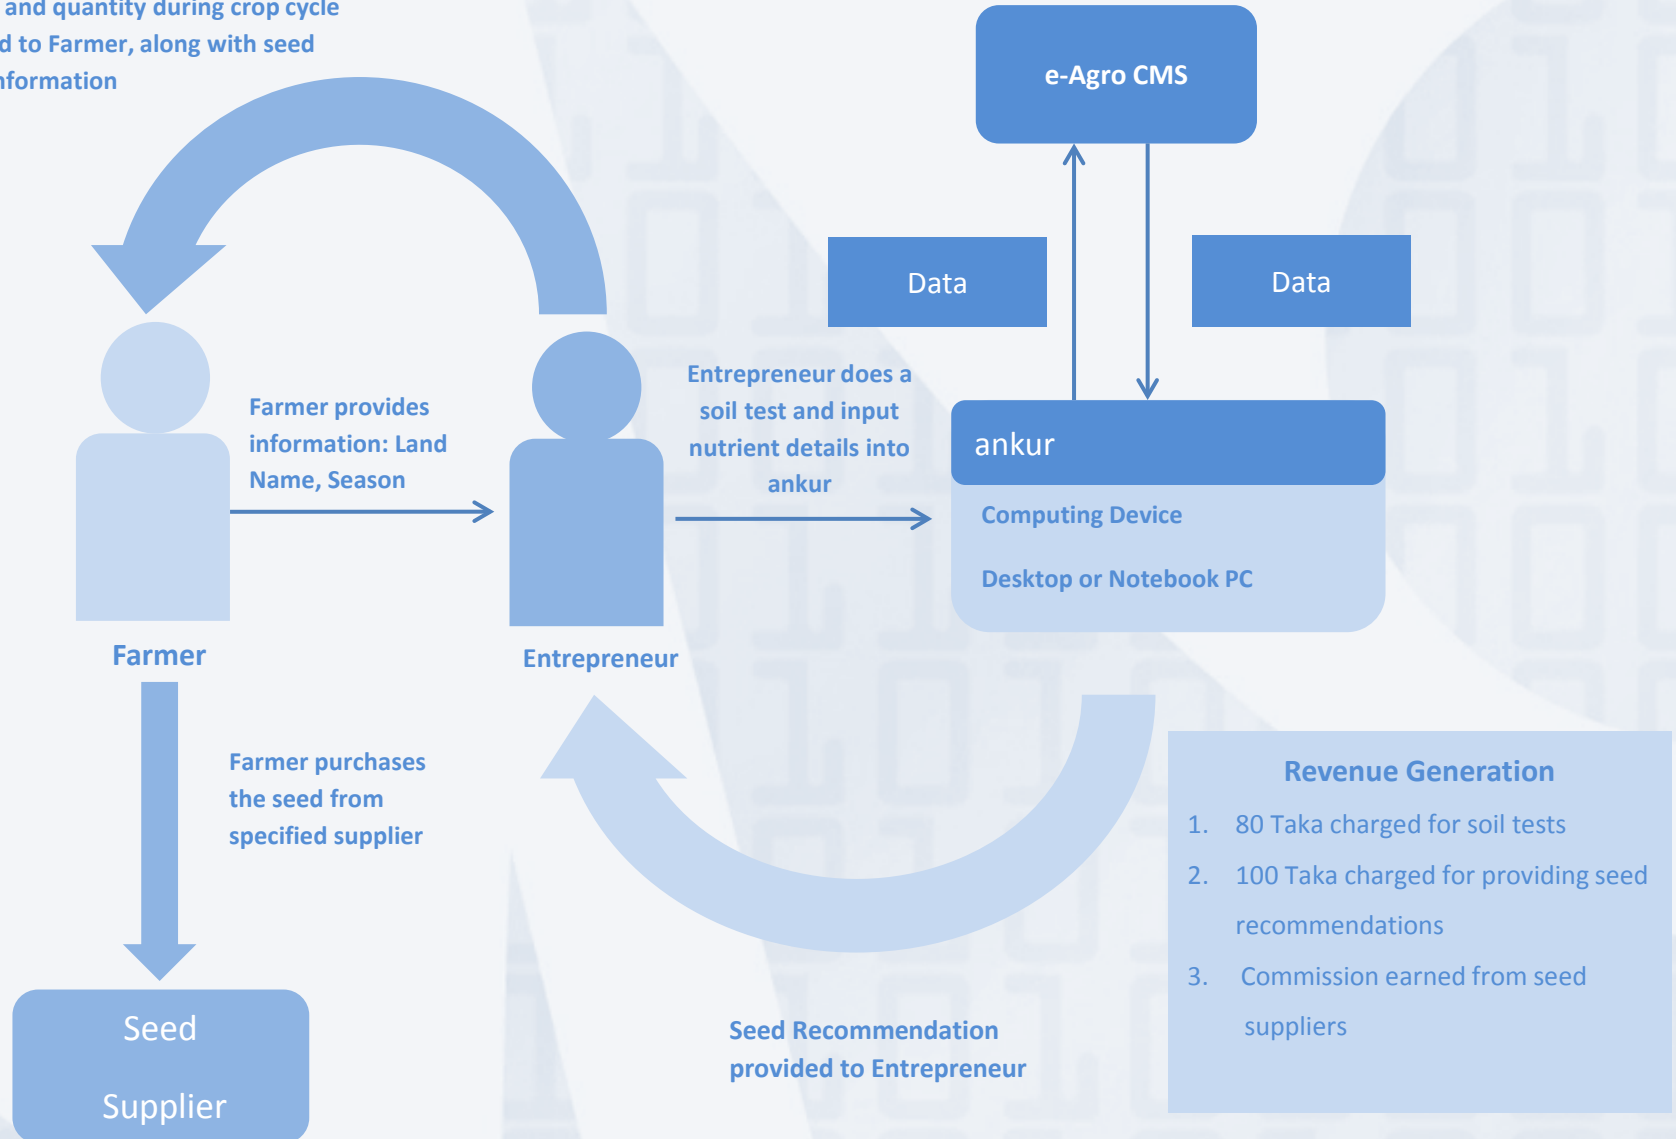 and quantity during crop cycle
d to Farmer, along with seed
nformation
e-Agro CMS
Data
Data
Farmer provides
information: Land
Name, Season
Entrepreneur does a
soil test and input
nutrient details into
ankur
ankur
Computing Device
Desktop or Notebook PC
Farmer
Entrepreneur
Farmer purchases
the seed from
specified supplier
Seed
Supplier
Seed Recommendation
provided to Entrepreneur
Revenue Generation
1. 80 Taka charged for soil tests
2. 100 Taka charged for providing seed
recommendations
3. Commission earned from seed
suppliers